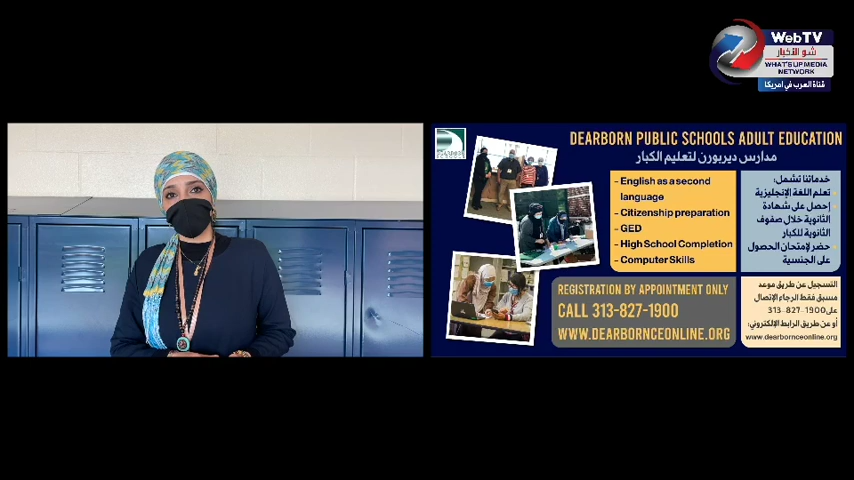 WebTV
شو الأخبار
WHAT'S UP MEDIA
NETWORK
قناة العرب في امريكا
DEARBORN PUBLIC SCHOOLS ADULT EDUCATION
مدارس ديربورن لتعليم الكبار
- English as a second
language
- Citizenship preparation
- GED
- High School Completion
- Computer Skills
خدماتنا تشمل:
- تعلم اللغة الإنجليزية
- إحصل على شهادة
الثانوية خلال صفوف
الثانوية للكبار
- حضر لإمتحان الحصول
على الجنسية
REGISTRATION BY APPOINTMENT ONLY
CALL 313-827-1900
WWW.DEARBORNCEONLINE.ORG
التسجيل عن طريق موعد
مسبق فقط الرجاء الإتصال
على 1900-827-313
أو عن طريق الرابط الإلكتروني:
www.dearbornceonline.org